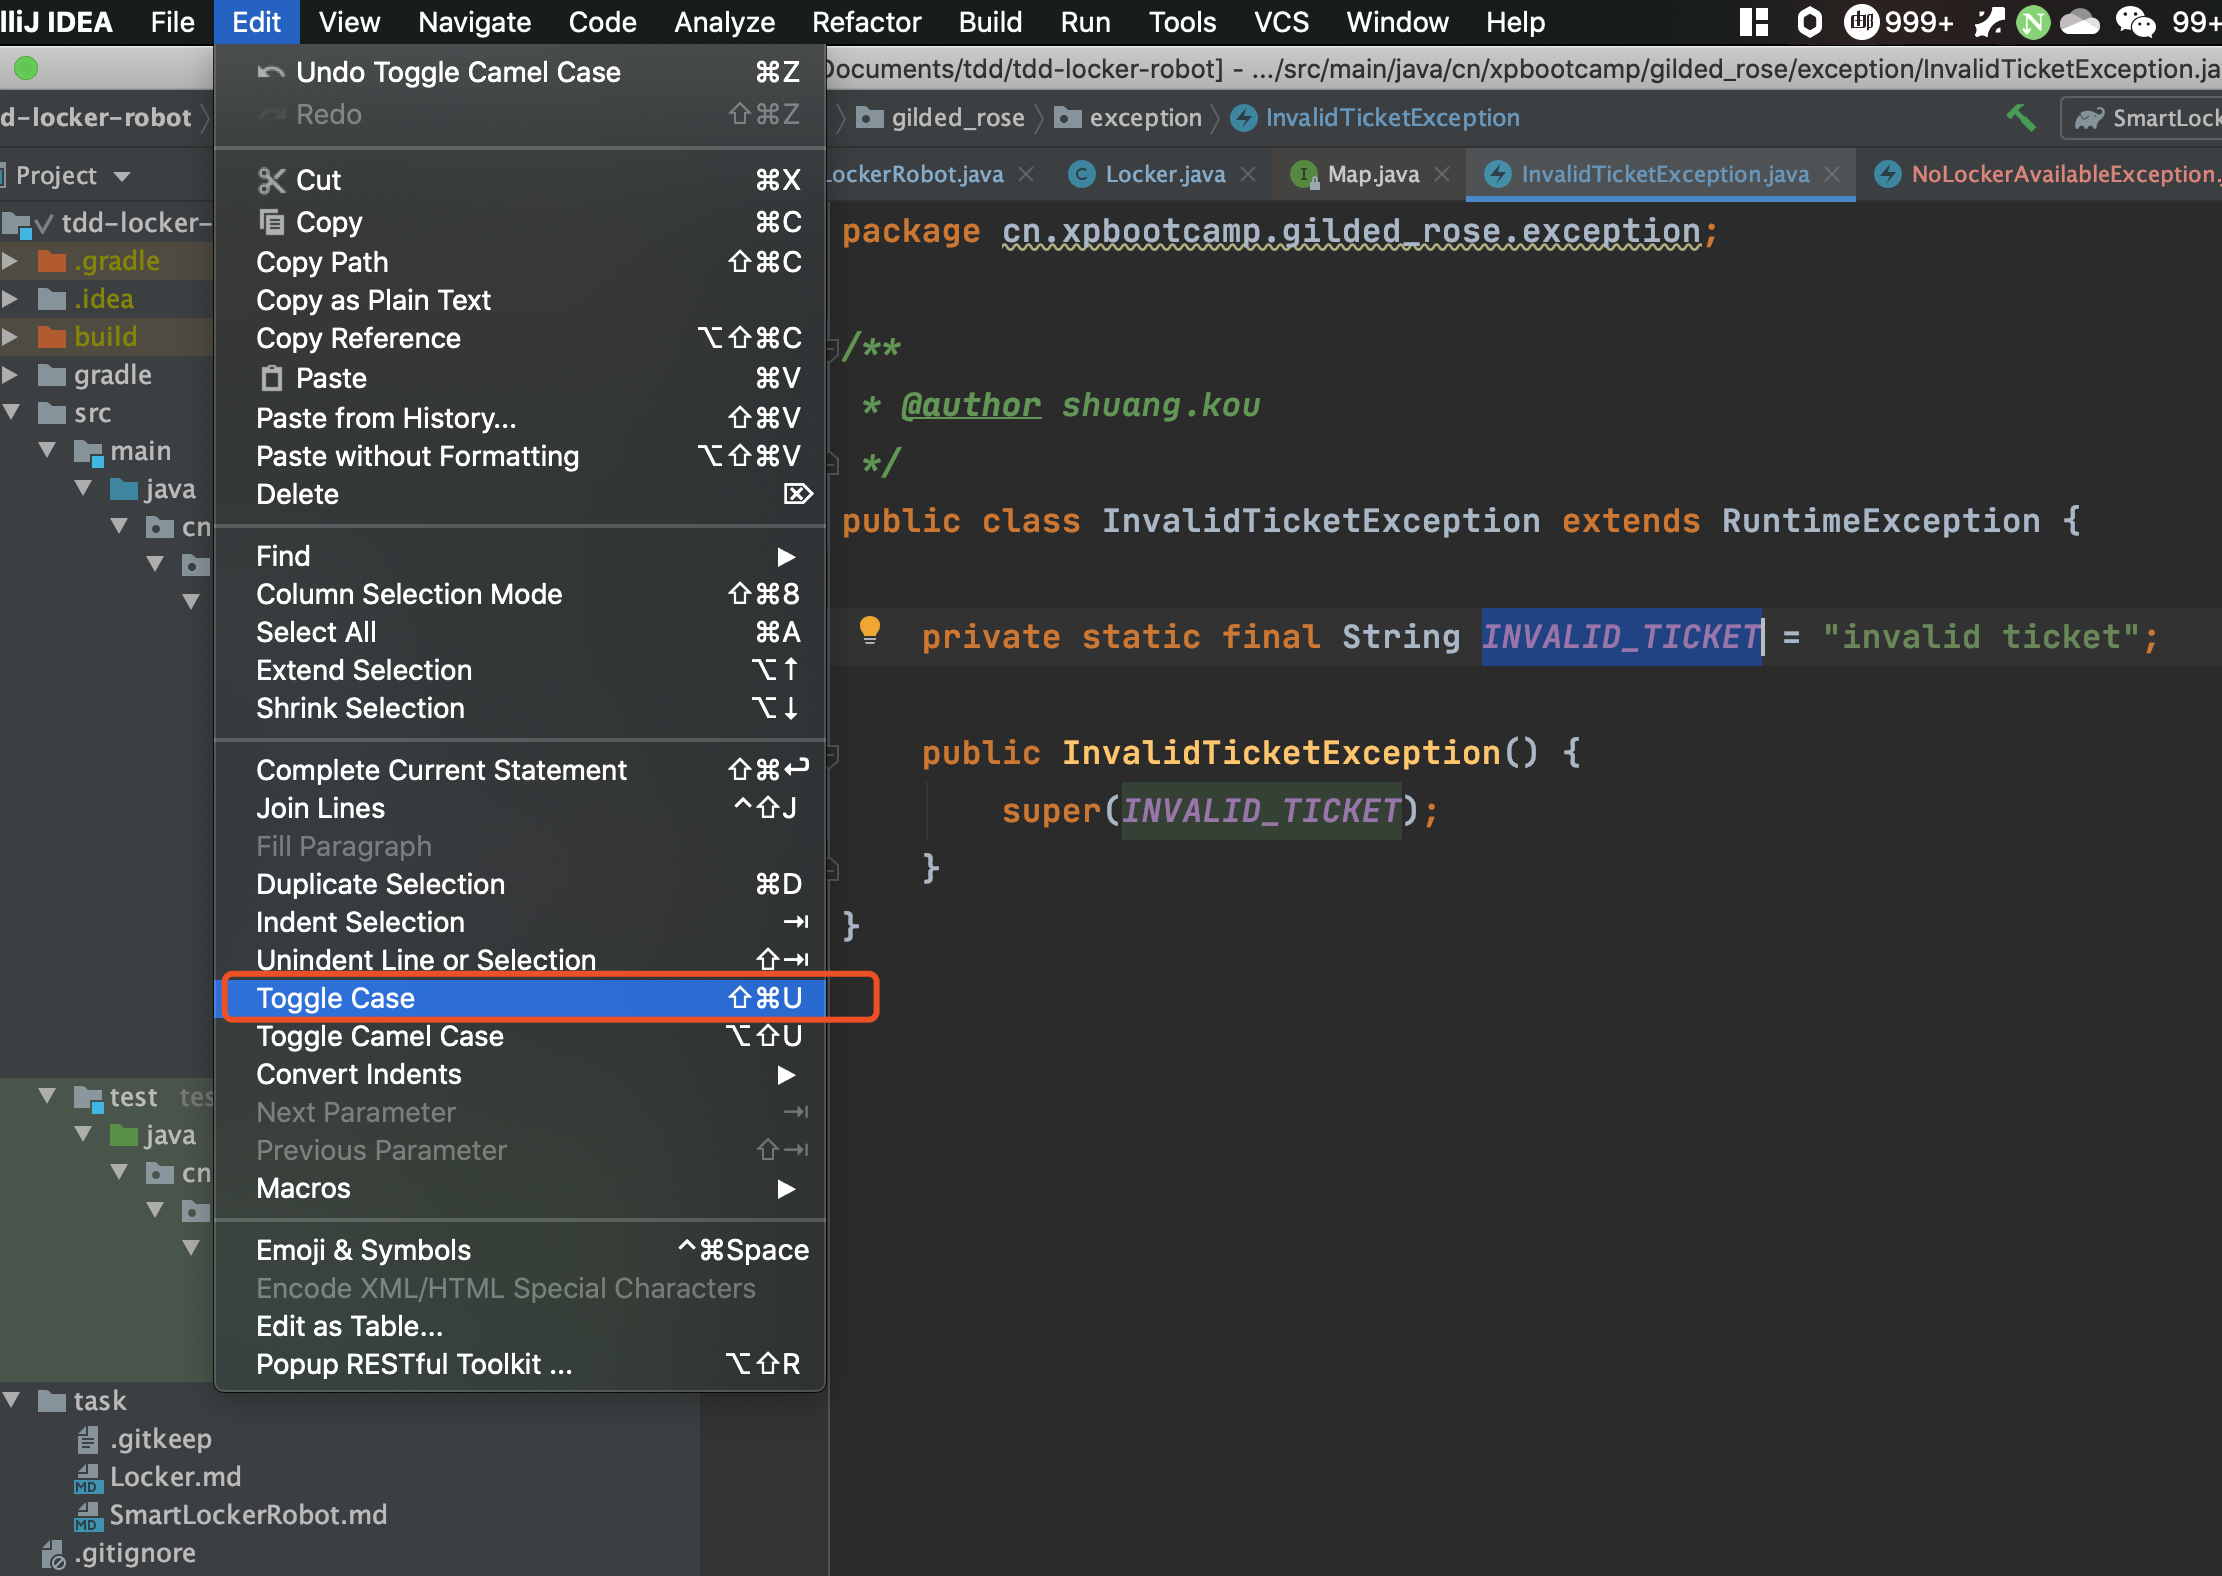 lliJ IDEA File Edit View Navigate Code Analyze Refactor Build Run Tools VCS Window Help 999+ N 99+
Documents/tdd/tdd-locker-robot] - .../src/main/java/cn/xpbootcamp/gilded_rose/exception/InvalidTicketException.ja
d-locker-robot gilded_rose exception InvalidTicketException SmartLock
Project
LockerRobot.java Locker.java Map.java InvalidTicketException.java NoLockerAvailableException.
tdd-locker-
.gradle
.idea
build
gradle
src
main
java
cn
test tes
java
cn
task
.gitkeep
Locker.md
SmartLockerRobot.md
.gitignore
Undo Toggle Camel Case ⌘Z
Redo ⇧⌘Z
Cut ⌘X
Copy ⌘C
Copy Path ⇧⌘C
Copy as Plain Text
Copy Reference ⌥⇧⌘C
Paste ⌘V
Paste from History... ⇧⌘V
Paste without Formatting ⌥⇧⌘V
Delete ⌦
Find ▶
Column Selection Mode ⇧⌘8
Select All ⌘A
Extend Selection ⌥↑
Shrink Selection ⌥↓
Complete Current Statement ⇧⌘↩
Join Lines ^⇧J
Fill Paragraph
Duplicate Selection ⌘D
Indent Selection ⇥
Unindent Line or Selection ⇧⇥
Toggle Case ⇧⌘U
Toggle Camel Case ⌥⇧U
Convert Indents ▶
Next Parameter ⇥
Previous Parameter ⇧⇥
Macros ▶
Emoji & Symbols ^⌘Space
Encode XML/HTML Special Characters
Edit as Table...
Popup RESTful Toolkit ... ⌥⇧R
package cn.xpbootcamp.gilded_rose.exception;
/**
* @author shuang.kou
*/
public class InvalidTicketException extends RuntimeException {
private static final String INVALID_TICKET = "invalid ticket";
public InvalidTicketException() {
super(INVALID_TICKET);
}
}